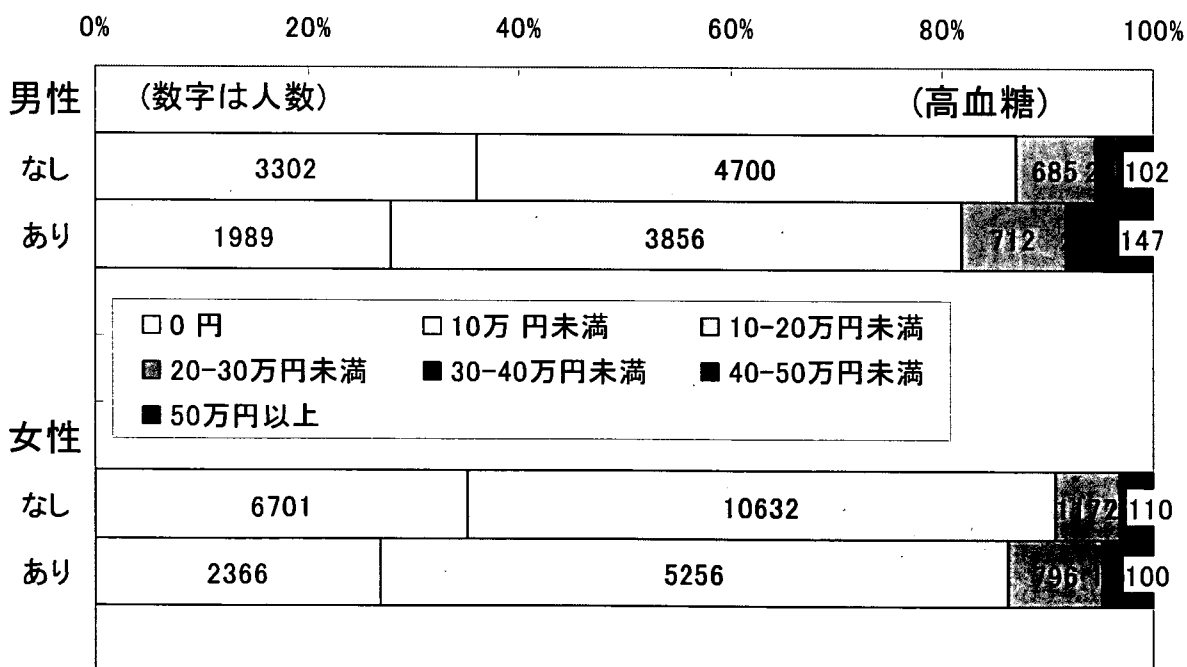 0% 20% 40% 60% 80% 100%
男性 (数字は人数) (高血糖)
なし 3302 4700 685 102
あり 1989 3856 712 147
□0 円 □10万 円未満 □10-20万円未満
■20-30万円未満 ■30-40万円未満 ■40-50万円未満
■50万円以上
女性
なし 6701 10632 1172 110
あり 2366 5256 796 100